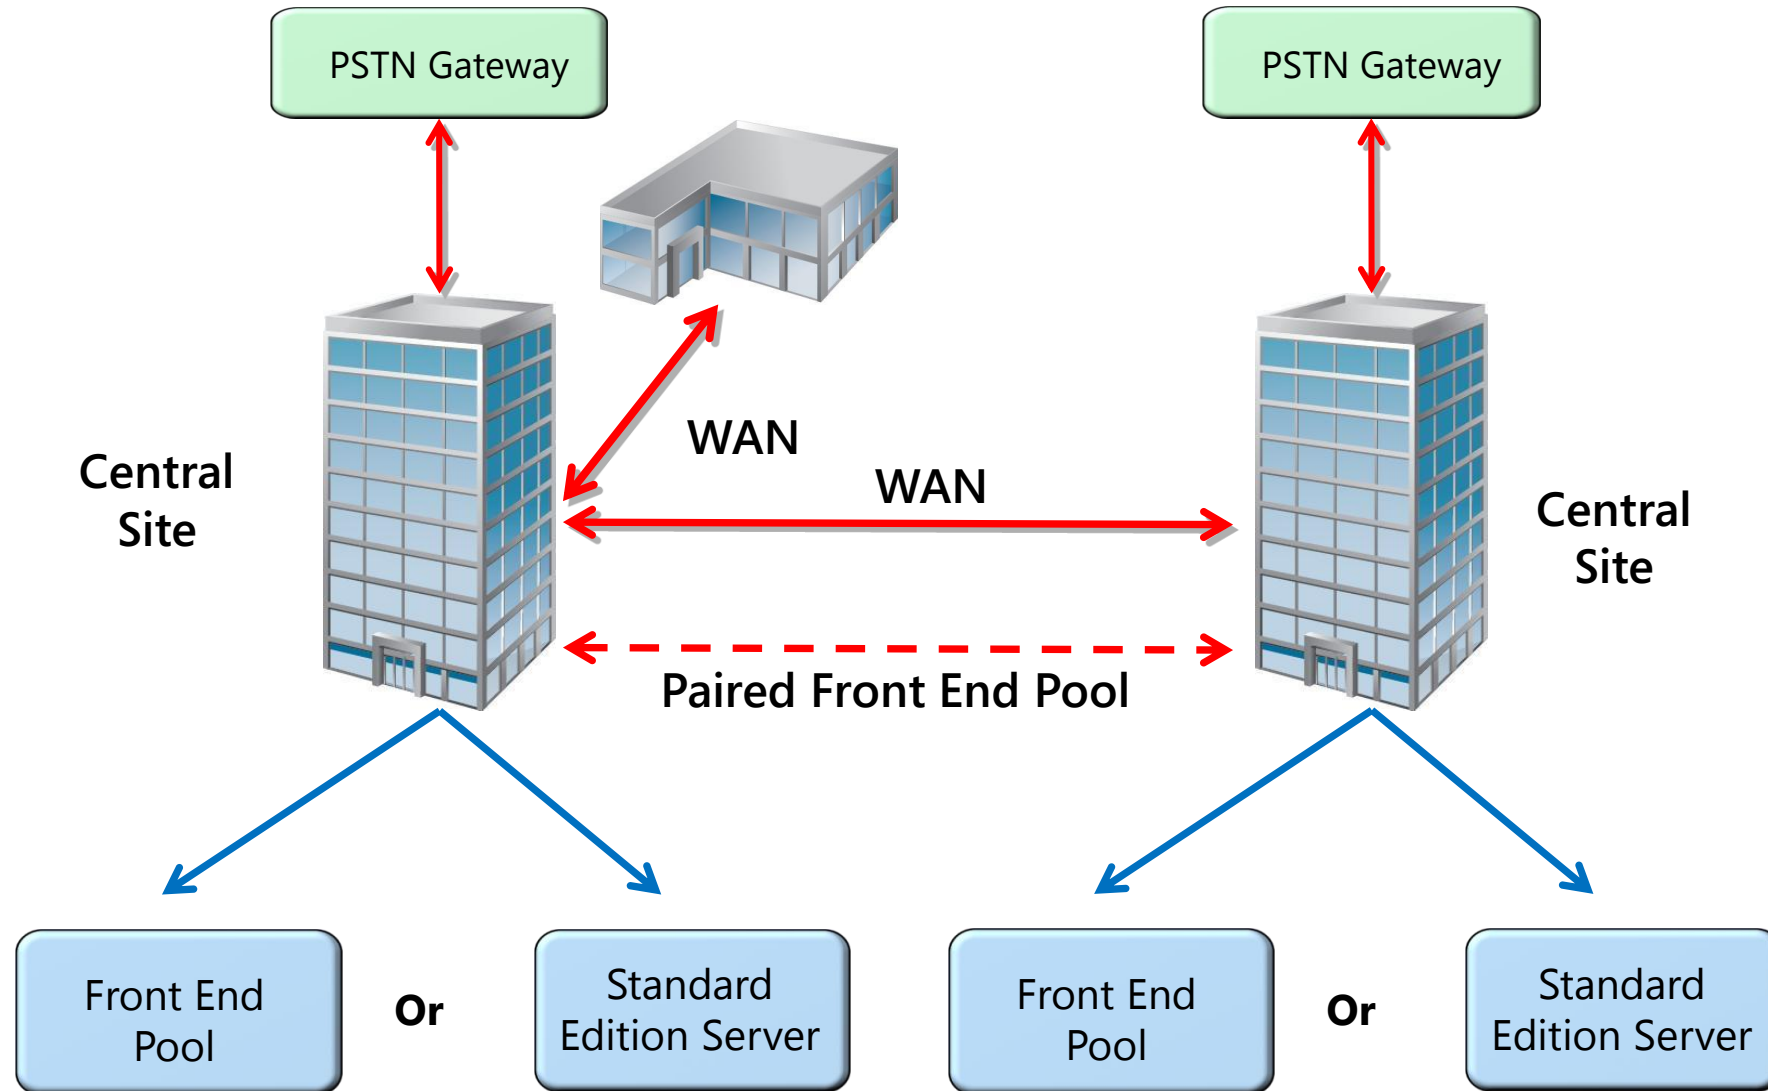 PSTN Gateway
PSTN Gateway
WAN
WAN
Central
Site
Central
Site
Paired Front End Pool
Front End
Pool
Or
Standard
Edition Server
Front End
Pool
Or
Standard
Edition Server